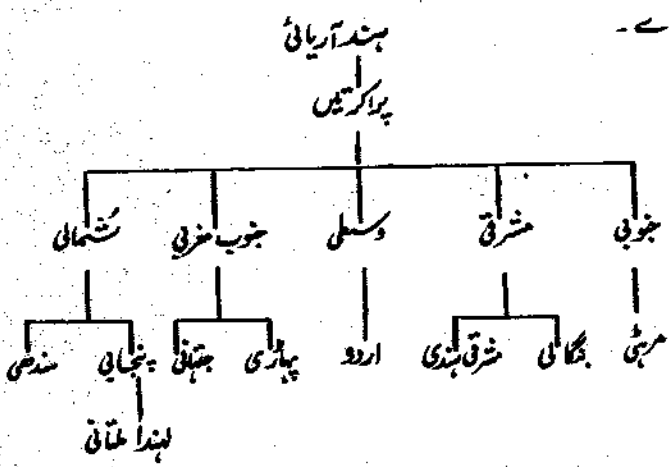 ے ۔
ہند آریائی
پراکرتیں
جنوبی مشرقی وسطی جنوب مغربی شمالی
مرہٹی بنگالی مشرقی ہندی اردو پہاڑی پنجابی سندھی
لہندا ملتانی